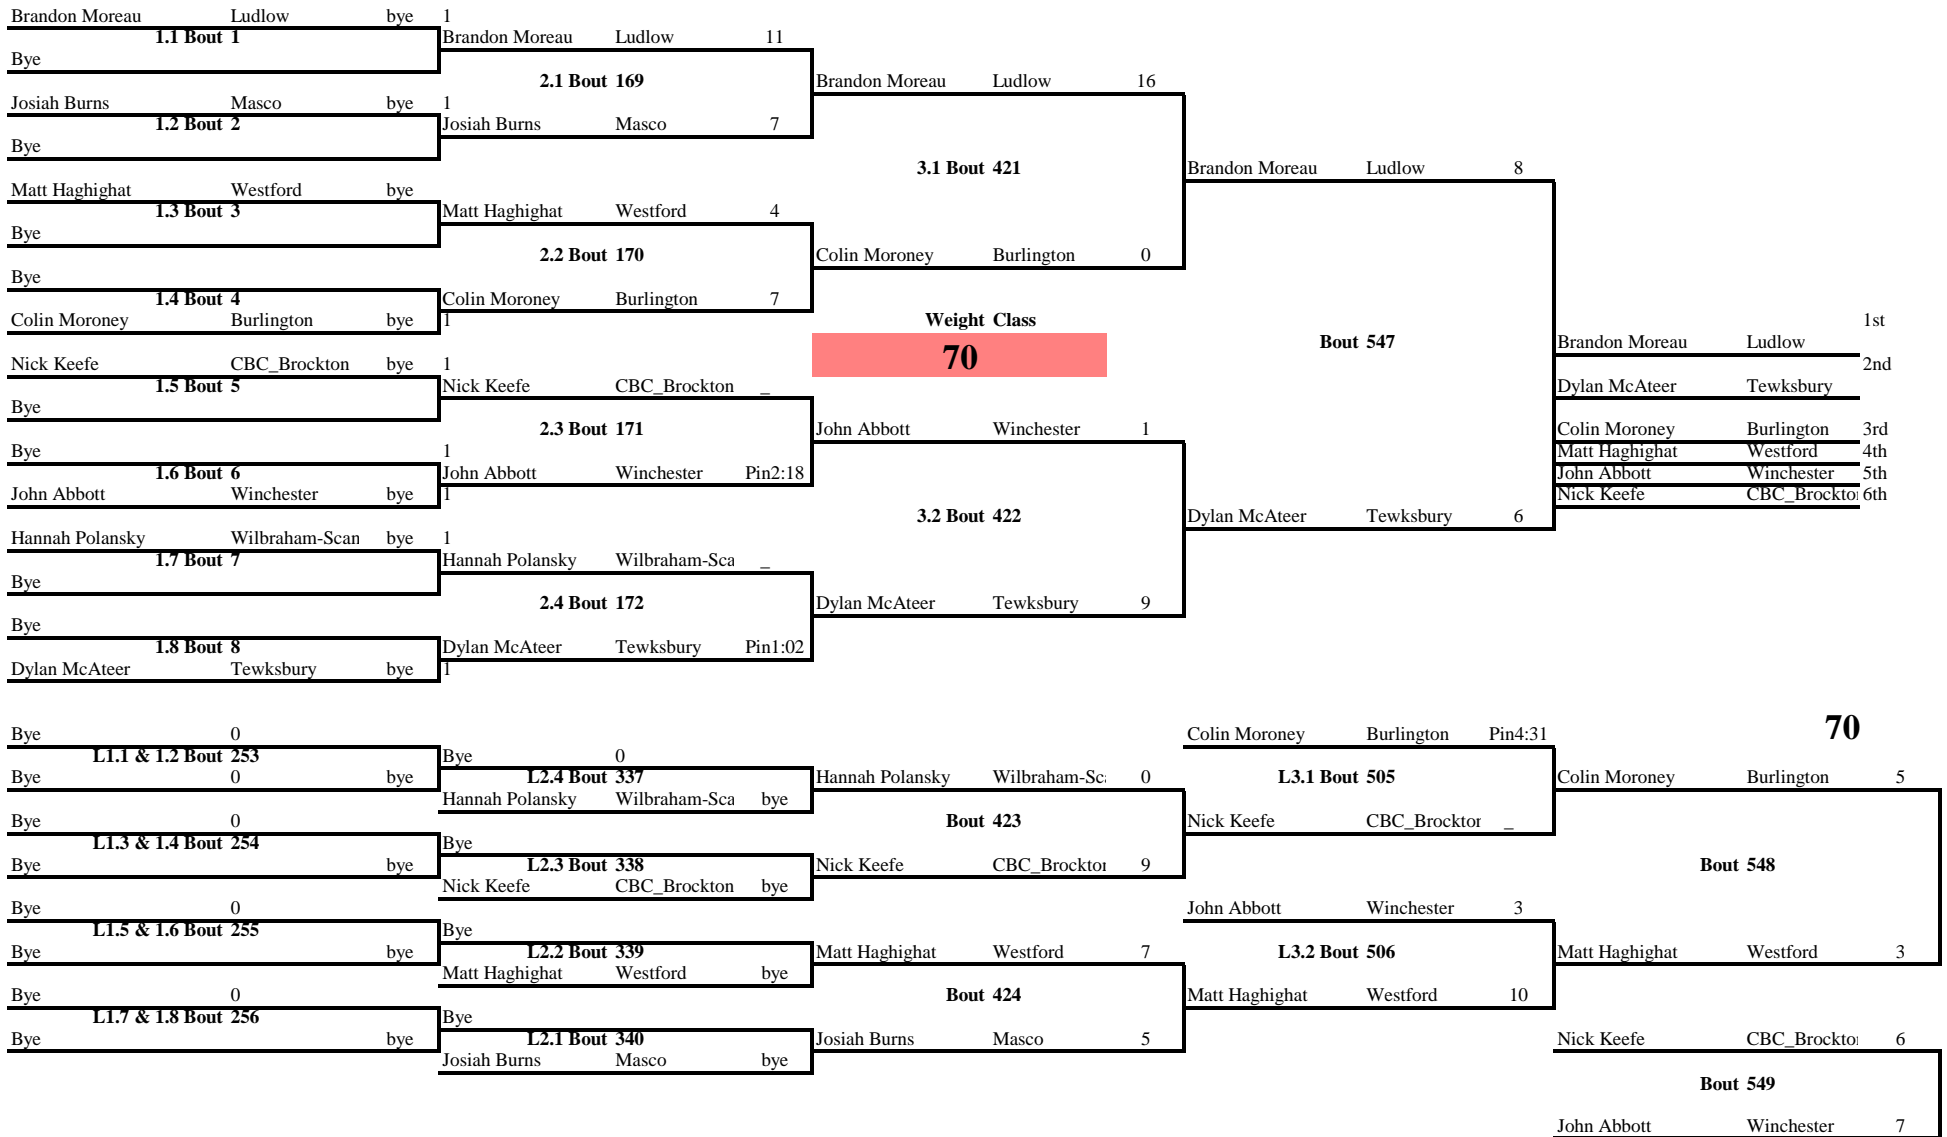 Brandon Moreau Ludlow bye 1
1.1 Bout 1 Brandon Moreau Ludlow 11
Bye
2.1 Bout 169 Brandon Moreau Ludlow 16
Josiah Burns Masco bye 1
1.2 Bout 2 Josiah Burns Masco 7
Bye
3.1 Bout 421 Brandon Moreau Ludlow 8
Matt Haghighat Westford bye
1.3 Bout 3 Matt Haghighat Westford 4
Bye
2.2 Bout 170 Colin Moroney Burlington 0
Bye
1.4 Bout 4 Colin Moroney Burlington 7
Colin Moroney Burlington bye 1 Weight Class 1st
70 Bout 547 Brandon Moreau Ludlow
Nick Keefe CBC_Brockton bye 1 2nd
1.5 Bout 5 Nick Keefe CBC_Brockton _ Dylan McAteer Tewksbury
Bye
2.3 Bout 171 John Abbott Winchester 1 Colin Moroney Burlington 3rd
Bye 1 Matt Haghighat Westford 4th
1.6 Bout 6 John Abbott Winchester Pin2:18 John Abbott Winchester 5th
John Abbott Winchester bye 1 Nick Keefe CBC_Brockto 6th
3.2 Bout 422 Dylan McAteer Tewksbury 6
Hannah Polansky Wilbraham-Scan bye 1
1.7 Bout 7 Hannah Polansky Wilbraham-Sca _
Bye
2.4 Bout 172 Dylan McAteer Tewksbury 9
Bye
1.8 Bout 8 Dylan McAteer Tewksbury Pin1:02
Dylan McAteer Tewksbury bye 1
Bye 0 Colin Moroney Burlington Pin4:31 70
L1.1 & 1.2 Bout 253 Bye 0
Bye 0 bye L2.4 Bout 337 Hannah Polansky Wilbraham-Sc 0 L3.1 Bout 505 Colin Moroney Burlington 5
Hannah Polansky Wilbraham-Sca bye
Bye 0 Bout 423 Nick Keefe CBC_Brockton _
L1.3 & 1.4 Bout 254 Bye
Bye bye L2.3 Bout 338 Nick Keefe CBC_Brockton 9 Bout 548
Nick Keefe CBC_Brockton bye
Bye 0 John Abbott Winchester 3
L1.5 & 1.6 Bout 255 Bye
Bye bye L2.2 Bout 339 Matt Haghighat Westford 7 L3.2 Bout 506 Matt Haghighat Westford 3
Matt Haghighat Westford bye
Bye 0 Bout 424 Matt Haghighat Westford 10
L1.7 & 1.8 Bout 256 Bye
Bye bye L2.1 Bout 340 Josiah Burns Masco 5 Nick Keefe CBC_Brockto 6
Josiah Burns Masco bye
Bout 549
John Abbott Winchester 7